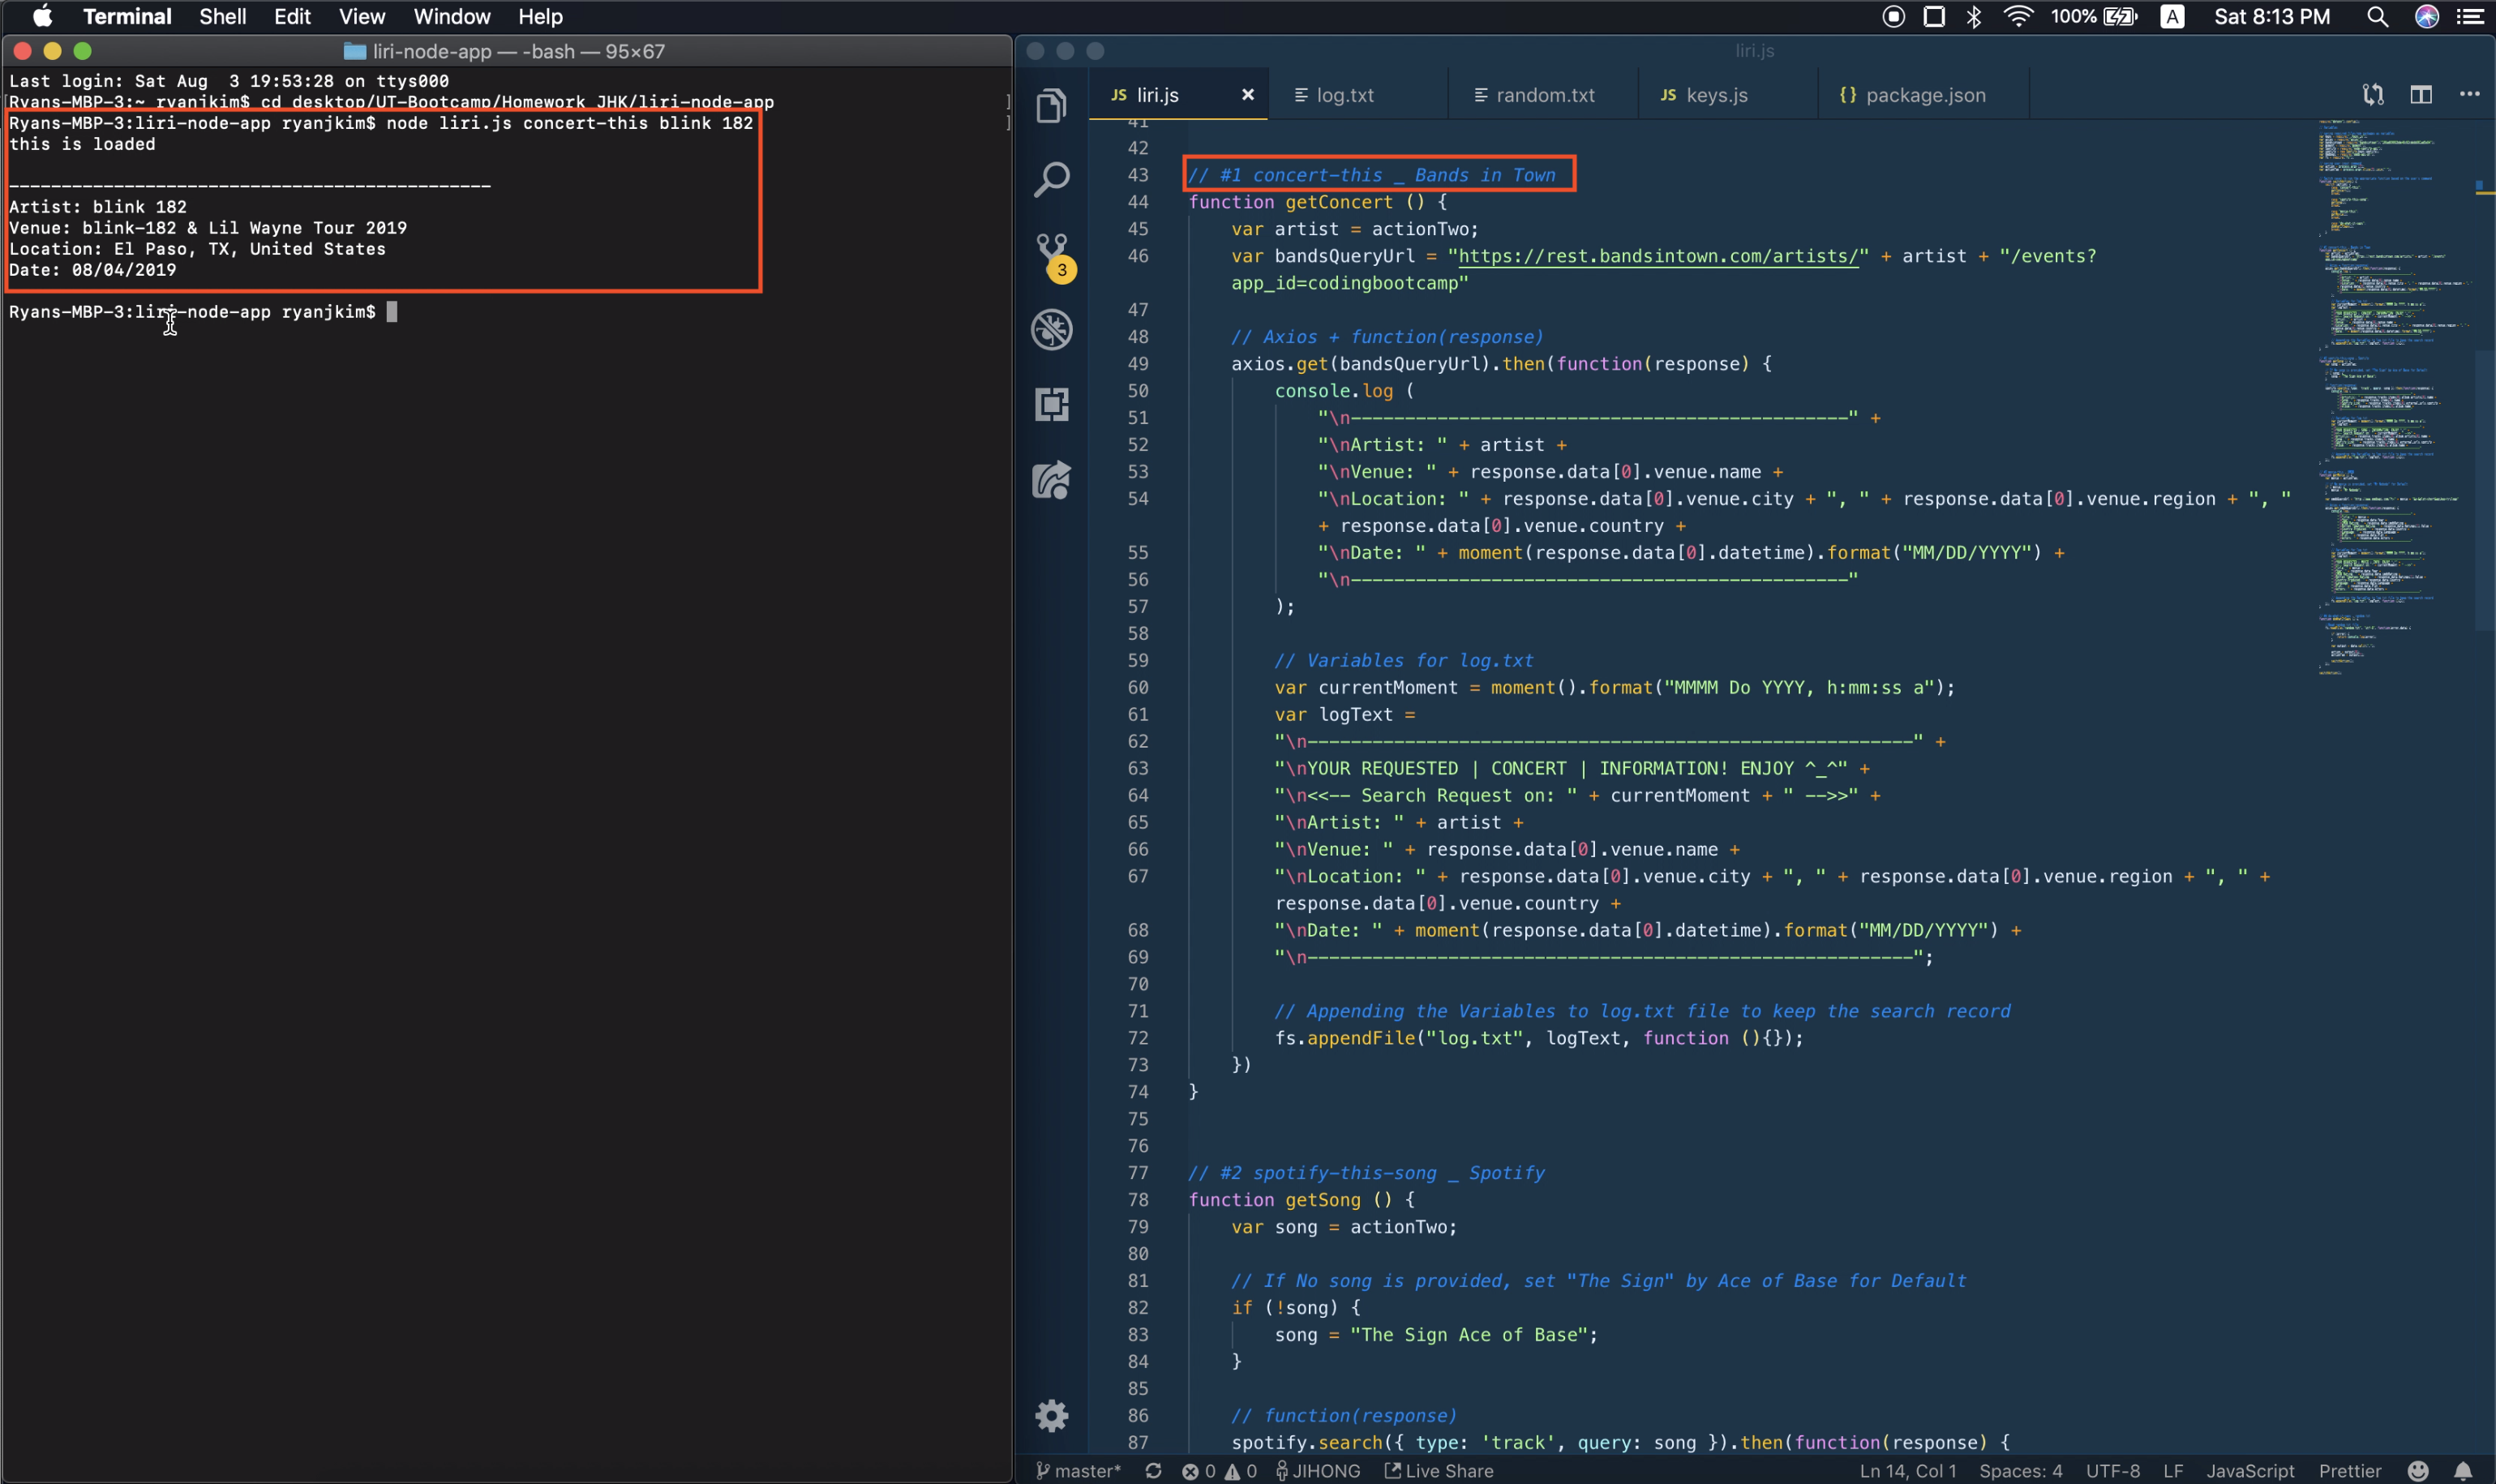 Terminal Shell Edit View Window Help
100% A Sat 8:13 PM
liri-node-app — -bash — 95×67
Last login: Sat Aug  3 19:53:28 on ttys000
[Ryans-MBP-3:~ ryanjkim$ cd desktop/UT-Bootcamp/Homework_JHK/liri-node-app ]
Ryans-MBP-3:liri-node-app ryanjkim$ node liri.js concert-this blink 182 ]
this is loaded
----------------------------------------------
Artist: blink 182
Venue: blink-182 & Lil Wayne Tour 2019
Location: El Paso, TX, United States
Date: 08/04/2019
Ryans-MBP-3:liri-node-app ryanjkim$
liri.js
JS liri.js × log.txt random.txt JS keys.js {} package.json
3
41
42
43 // #1 concert-this _ Bands in Town
44 function getConcert () {
45     var artist = actionTwo;
46     var bandsQueryUrl = "https://rest.bandsintown.com/artists/" + artist + "/events?
app_id=codingbootcamp"
47
48     // Axios + function(response)
49     axios.get(bandsQueryUrl).then(function(response) {
50         console.log (
51             "\n----------------------------------------------" +
52             "\nArtist: " + artist +
53             "\nVenue: " + response.data[0].venue.name +
54             "\nLocation: " + response.data[0].venue.city + ", " + response.data[0].venue.region + ", "
+ response.data[0].venue.country +
55             "\nDate: " + moment(response.data[0].datetime).format("MM/DD/YYYY") +
56             "\n----------------------------------------------"
57         );
58
59         // Variables for log.txt
60         var currentMoment = moment().format("MMMM Do YYYY, h:mm:ss a");
61         var logText =
62         "\n--------------------------------------------------------" +
63         "\nYOUR REQUESTED | CONCERT | INFORMATION! ENJOY ^_^" +
64         "\n<<-- Search Request on: " + currentMoment + " -->>" +
65         "\nArtist: " + artist +
66         "\nVenue: " + response.data[0].venue.name +
67         "\nLocation: " + response.data[0].venue.city + ", " + response.data[0].venue.region + ", " +
response.data[0].venue.country +
68         "\nDate: " + moment(response.data[0].datetime).format("MM/DD/YYYY") +
69         "\n--------------------------------------------------------";
70
71         // Appending the Variables to log.txt file to keep the search record
72         fs.appendFile("log.txt", logText, function (){});
73     })
74 }
75
76
77 // #2 spotify-this-song _ Spotify
78 function getSong () {
79     var song = actionTwo;
80
81     // If No song is provided, set "The Sign" by Ace of Base for Default
82     if (!song) {
83         song = "The Sign Ace of Base";
84     }
85
86     // function(response)
87     spotify.search({ type: 'track', query: song }).then(function(response) {
master* 0 0 JIHONG Live Share Ln 14, Col 1 Spaces: 4 UTF-8 LF JavaScript Prettier